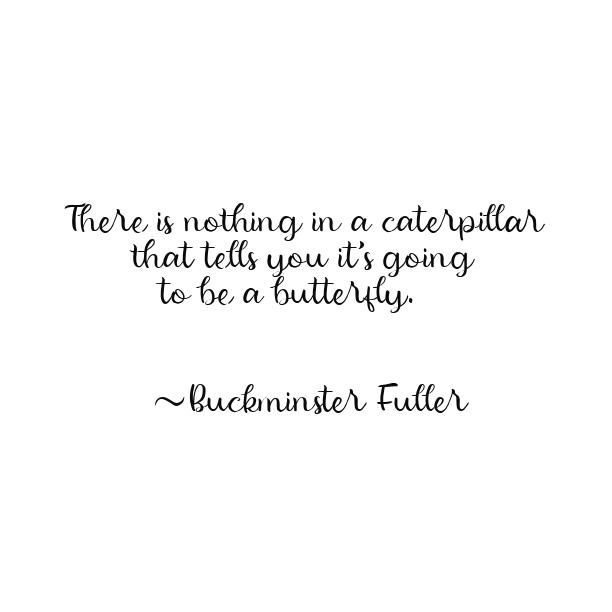 There is nothing in a caterpillar
that tells you it's going
to be a butterfly.
~Buckminster Fuller